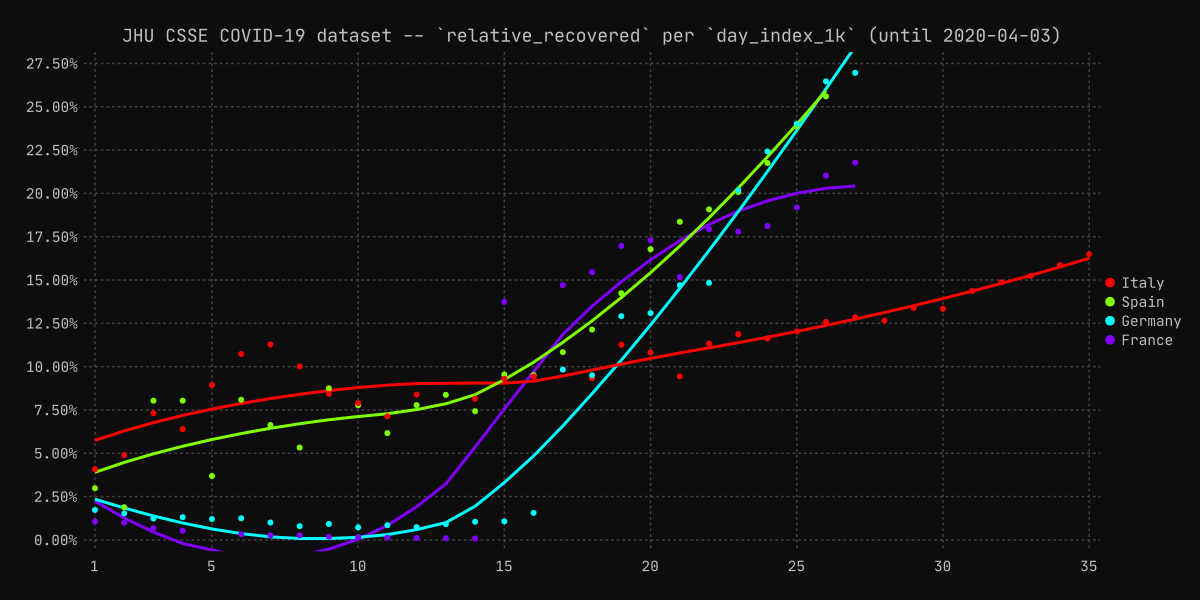 JHU CSSE COVID-19 dataset -- `relative_recovered` per `day_index_1k` (until 2020-04-03)
27.50%
25.00%
22.50%
20.00%
17.50%
15.00%
12.50%
10.00%
7.50%
5.00%
2.50%
0.00%
1 5 10 15 20 25 30 35
Italy
Spain
Germany
France